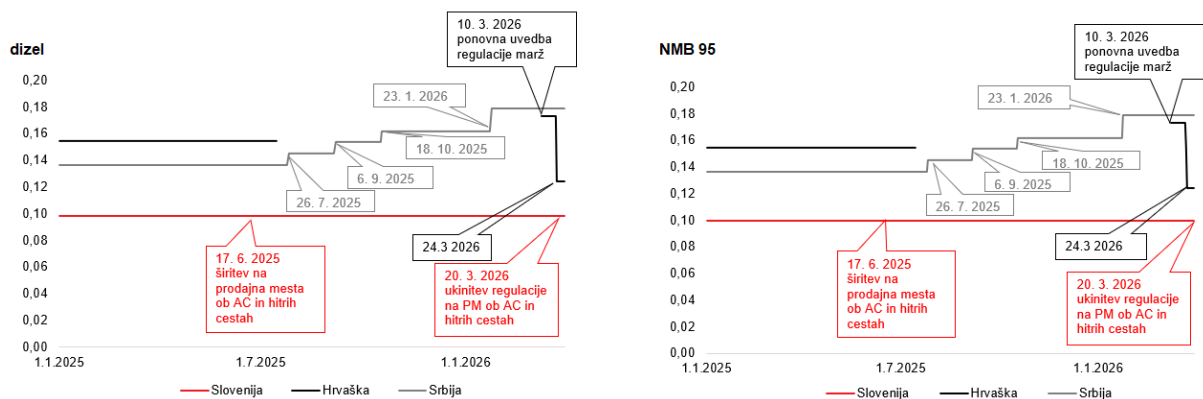 dizel
10. 3. 2026
ponovna uvedba
regulacije marž
0,20
0,18
0,16
0,14
0,12
0,10
0,08
0,06
0,04
0,02
0,00
23. 1. 2026
18. 10. 2025
6. 9. 2025
26. 7. 2025
24.3 2026
17. 6. 2025
širitev na
prodajna mesta
ob AC in hitrih
cestah
20. 3. 2026
ukinitev regulacije
na PM ob AC in
hitrih cestah
1.1.2025
1.7.2025
1.1.2026
Slovenija
Hrvaška
Srbija
NMB 95
10. 3. 2026
ponovna uvedba
regulacije marž
0,20
0,18
0,16
0,14
0,12
0,10
0,08
0,06
0,04
0,02
0,00
23. 1. 2026
18. 10. 2025
6. 9. 2025
26. 7. 2025
24.3 2026
17. 6. 2025
širitev na
prodajna mesta
ob AC in hitrih
cestah
20. 3. 2026
ukinitev regulacije
na PM ob AC in
hitrih cestah
1.1.2025
1.7.2025
1.1.2026
Slovenija
Hrvaška
Srbija